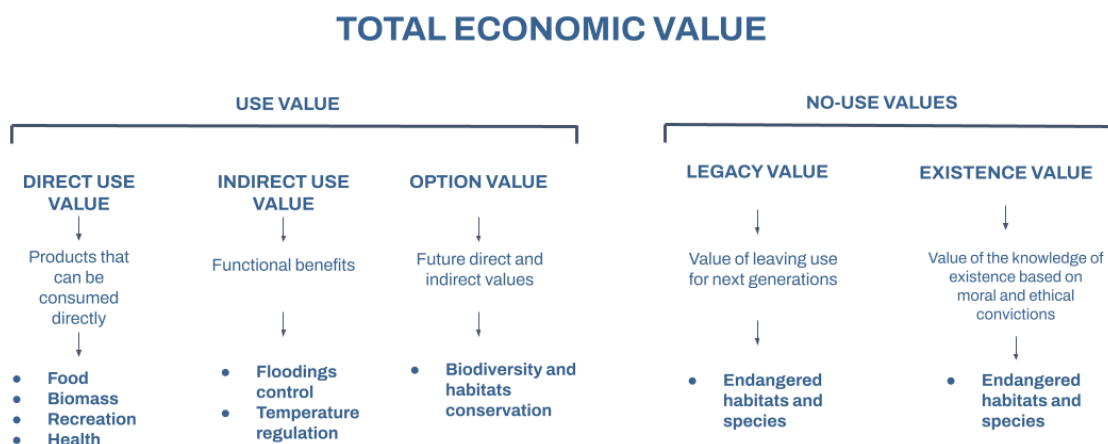 TOTAL ECONOMIC VALUE
USE VALUE
NO-USE VALUES
DIRECT USE
VALUE
Products that
can be
consumed
directly
● Food
● Biomass
● Recreation
● Health
INDIRECT USE
VALUE
Functional benefits
● Floodings
control
● Temperature
regulation
OPTION VALUE
Future direct and
indirect values
● Biodiversity and
habitats
conservation
LEGACY VALUE
Value of leaving use
for next generations
● Endangered
habitats and
species
EXISTENCE VALUE
Value of the knowledge of
existence based on
moral and ethical
convictions
● Endangered
habitats and
species